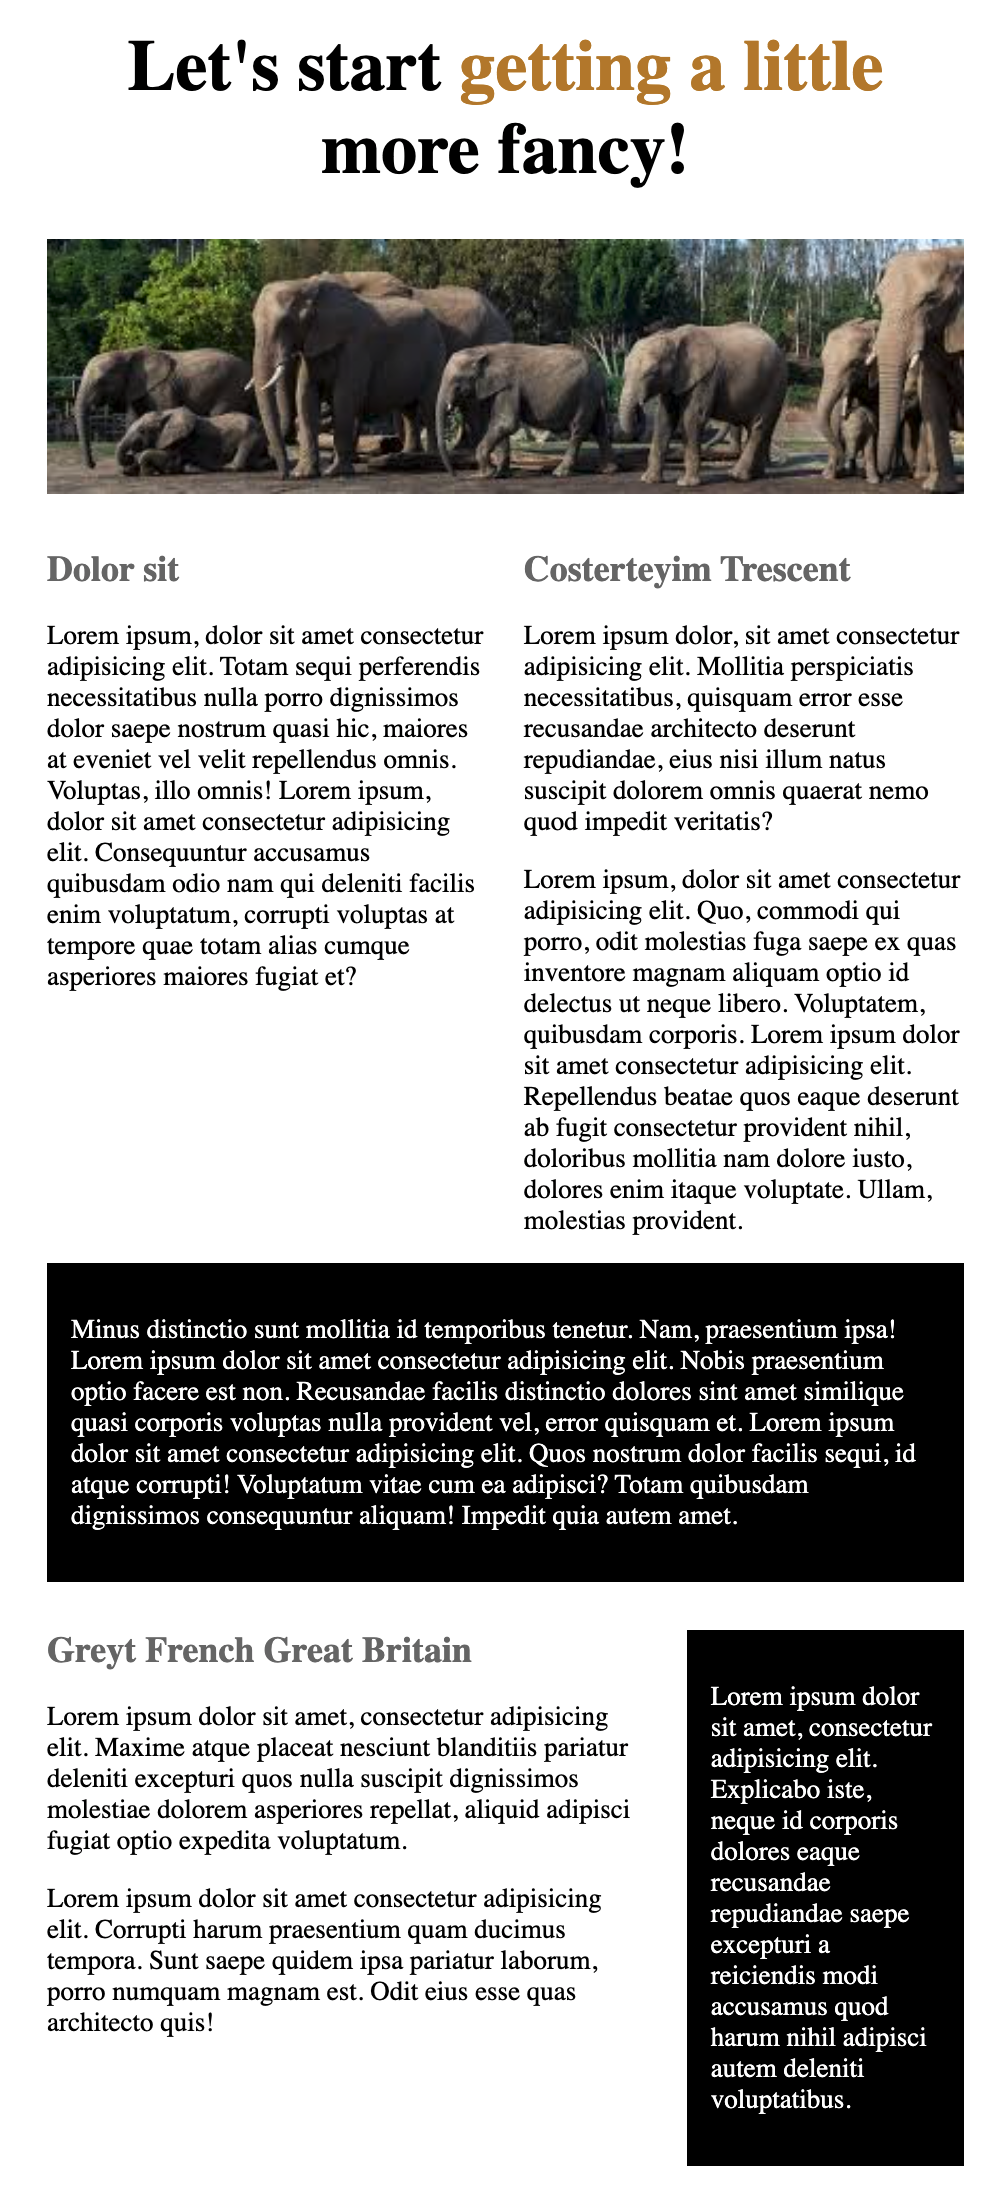 Let's start getting a little
more fancy!
Dolor sit
Lorem ipsum, dolor sit amet consectetur
adipisicing elit. Totam sequi perferendis
necessitatibus nulla porro dignissimos
dolor saepe nostrum quasi hic, maiores
at eveniet vel velit repellendus omnis.
Voluptas, illo omnis! Lorem ipsum,
dolor sit amet consectetur adipisicing
elit. Consequuntur accusamus
quibusdam odio nam qui deleniti facilis
enim voluptatum, corrupti voluptas at
tempore quae totam alias cumque
asperiores maiores fugiat et?
Costerteyim Trescent
Lorem ipsum dolor, sit amet consectetur
adipisicing elit. Mollitia perspiciatis
necessitatibus, quisquam error esse
recusandae architecto deserunt
repudiandae, eius nisi illum natus
suscipit dolorem omnis quaerat nemo
quod impedit veritatis?
Lorem ipsum, dolor sit amet consectetur
adipisicing elit. Quo, commodi qui
porro, odit molestias fuga saepe ex quas
inventore magnam aliquam optio id
delectus ut neque libero. Voluptatem,
quibusdam corporis. Lorem ipsum dolor
sit amet consectetur adipisicing elit.
Repellendus beatae quos eaque deserunt
ab fugit consectetur provident nihil,
doloribus mollitia nam dolore iusto,
dolores enim itaque voluptate. Ullam,
molestias provident.
Minus distinctio sunt mollitia id temporibus tenetur. Nam, praesentium ipsa!
Lorem ipsum dolor sit amet consectetur adipisicing elit. Nobis praesentium
optio facere est non. Recusandae facilis distinctio dolores sint amet similique
quasi corporis voluptas nulla provident vel, error quisquam et. Lorem ipsum
dolor sit amet consectetur adipisicing elit. Quos nostrum dolor facilis sequi, id
atque corrupti! Voluptatum vitae cum ea adipisci? Totam quibusdam
dignissimos consequuntur aliquam! Impedit quia autem amet.
Greyt French Great Britain
Lorem ipsum dolor sit amet, consectetur adipisicing
elit. Maxime atque placeat nesciunt blanditiis pariatur
deleniti excepturi quos nulla suscipit dignissimos
molestiae dolorem asperiores repellat, aliquid adipisci
fugiat optio expedita voluptatum.
Lorem ipsum dolor sit amet consectetur adipisicing
elit. Corrupti harum praesentium quam ducimus
tempora. Sunt saepe quidem ipsa pariatur laborum,
porro numquam magnam est. Odit eius esse quas
architecto quis!
Lorem ipsum dolor
sit amet, consectetur
adipisicing elit.
Explicabo iste,
neque id corporis
dolores eaque
recusandae
repudiandae saepe
excepturi a
reiciendis modi
accusamus quod
harum nihil adipisci
autem deleniti
voluptatibus.